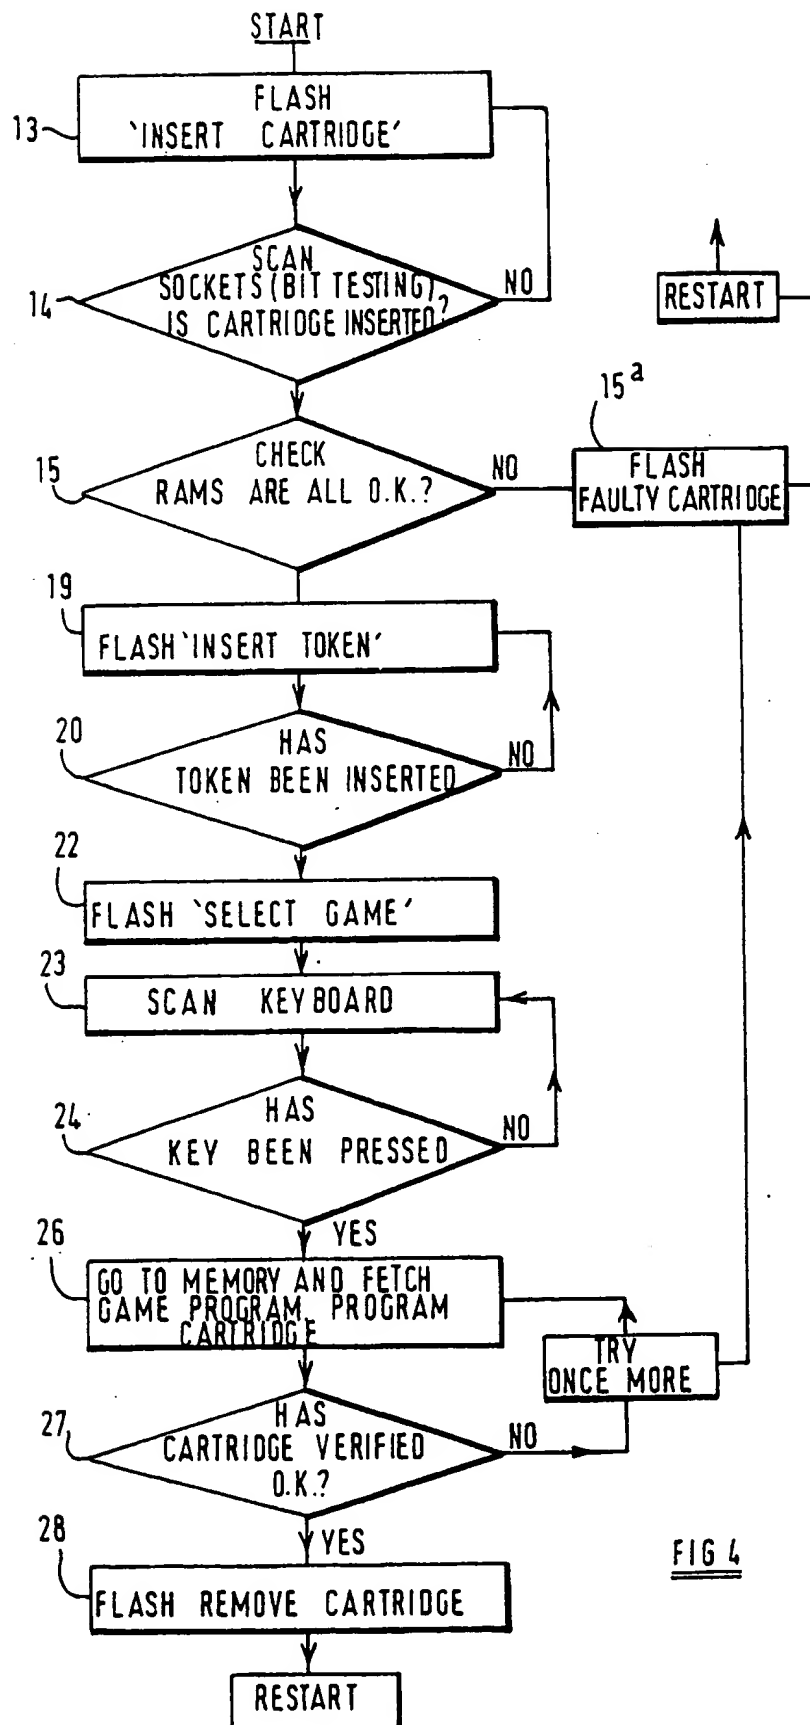 START
13
FLASH
'INSERT CARTRIDGE'
14
SCAN
SOCKETS (BIT TESTING)
IS CARTRIDGE INSERTED?
NO
RESTART
15
CHECK
RAMS ARE ALL O.K.?
NO
15a
FLASH
FAULTY CARTRIDGE
19
FLASH 'INSERT TOKEN'
20
HAS
TOKEN BEEN INSERTED
NO
22
FLASH 'SELECT GAME'
23
SCAN KEYBOARD
24
HAS
KEY BEEN PRESSED
NO
YES
26
GO TO MEMORY AND FETCH
GAME PROGRAM, PROGRAM
CARTRIDGE
TRY
ONCE MORE
27
HAS
CARTRIDGE VERIFIED
O.K.?
NO
YES
28
FLASH REMOVE CARTRIDGE
RESTART
FIG 4